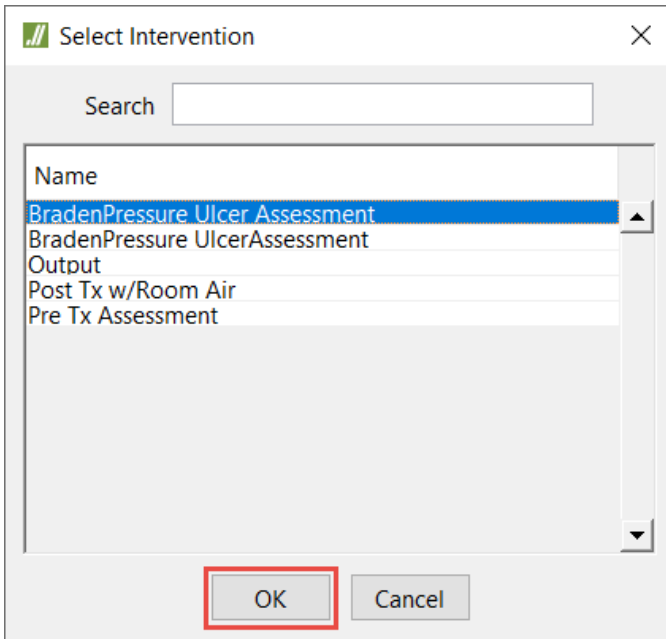 Select Intervention
Search
Name
BradenPressure Ulcer Assessment
BradenPressure UlcerAssessment
Output
Post Tx w/Room Air
Pre Tx Assessment
OK
Cancel